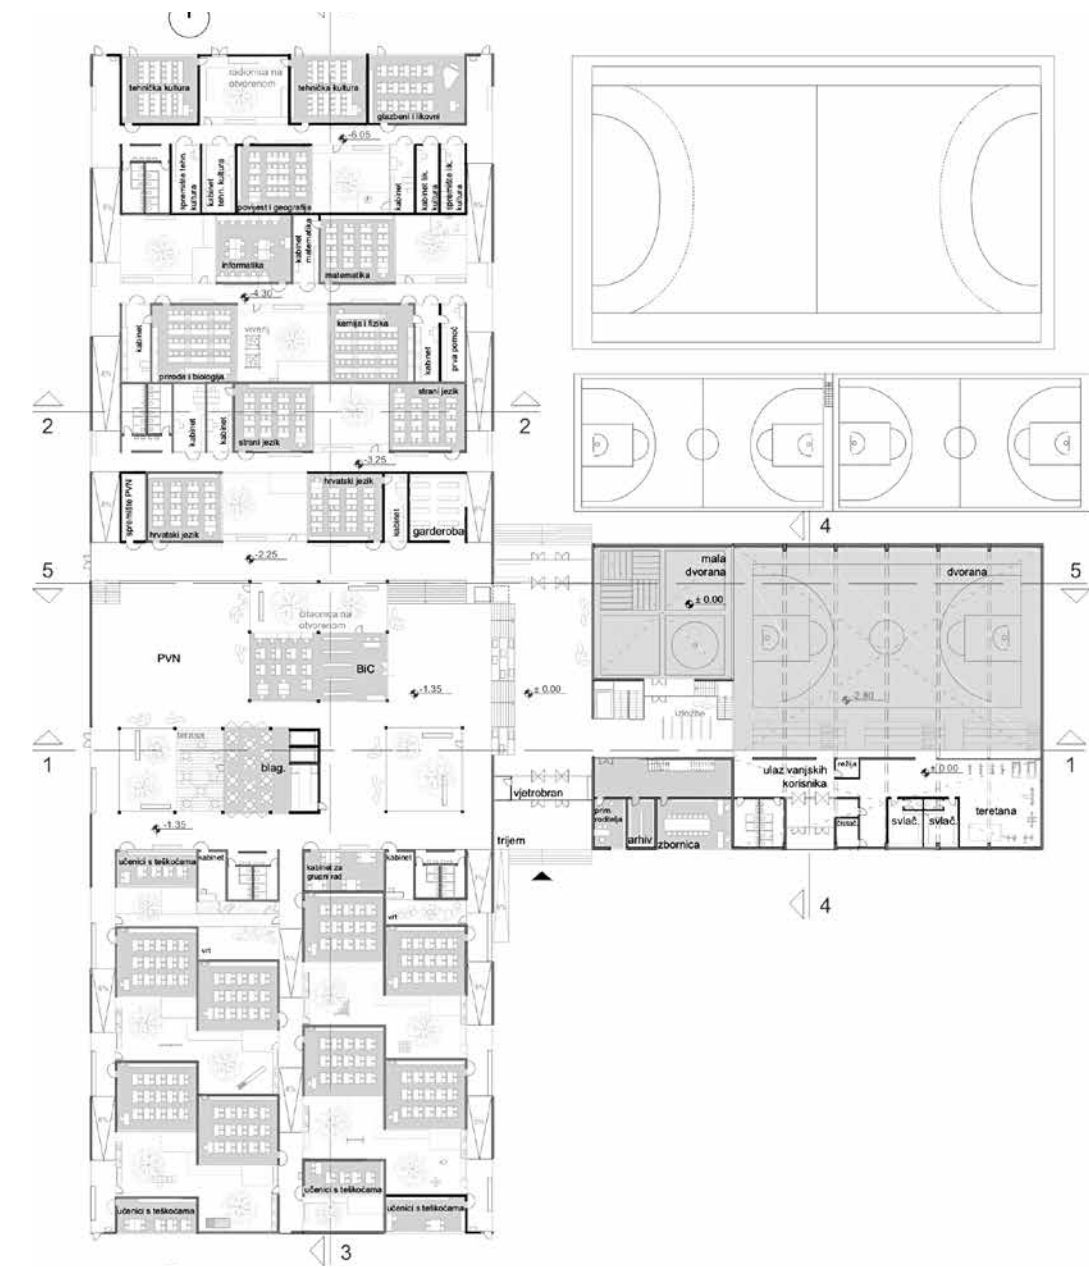 radionica na
otvorenom
tehnička kultura
tehnička kultura
glazbeni i likovni
-6.05
spremište tehn.
kultura
kabinet
tehn. kultura
povijest i geografija
kabinet
kabinet lik.
kultura
spremište lik.
kultura
kabinet
matematika
informatika
matematika
-4.30
kabinet
vivarij
kemija i fizika
kabinet
prva pomoć
priroda i biologija
strani jezik
2
2
kabinet
kabinet
strani jezik
-3.25
spremište PVN
hrvatski jezik
hrvatski jezik
kabinet
garderoba
4
-2.25
mala
dvorana
dvorana
5
5
± 0.00
čitaonica na
otvorenom
PVN
BiC
-1.35
± 0.00
-2.80
izložbe
terasa
1
1
blag.
vjetrobran
ulaz vanjskih
korisnika
režija
± 0.00
teretana
prim.
roditelja
arhiv
zbornica
svlač.
svlač.
-1.35
trijem
učenici s teškoćama
kabinet
kabinet za
grupni rad
kabinet
4
vrt
vrt
učenici s teškoćama
učenici s teškoćama
učenici s teškoćama
3